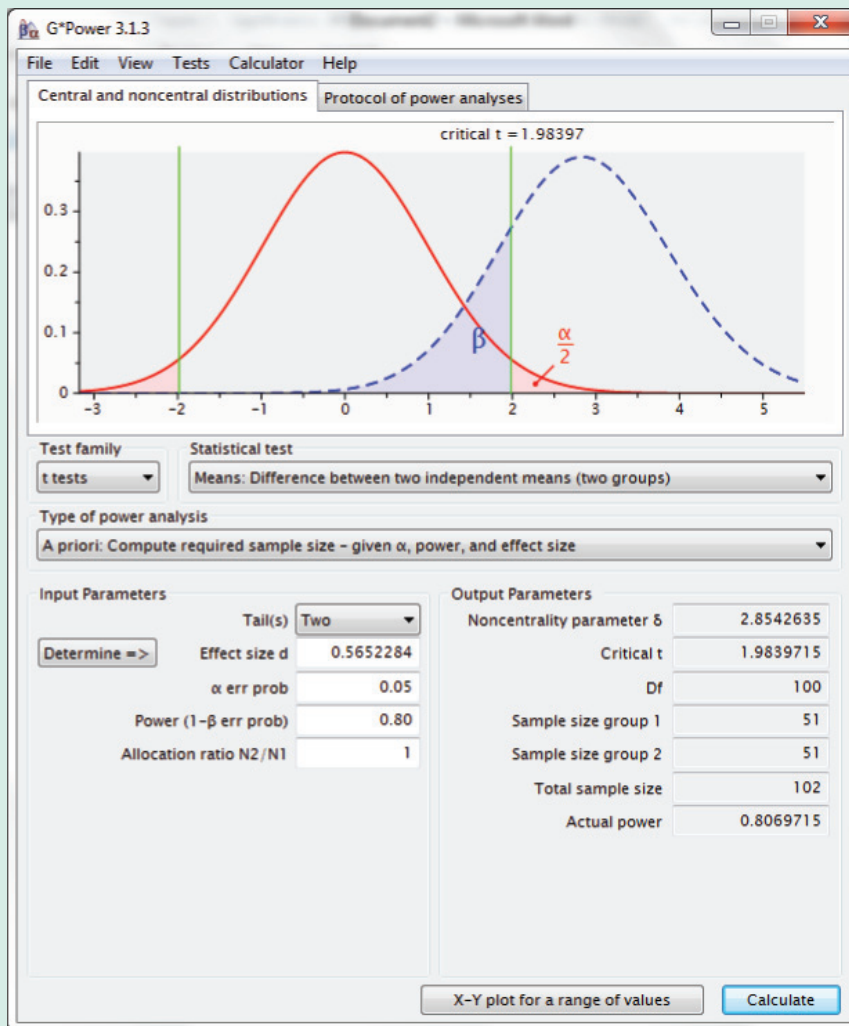 βα G*Power 3.1.3
File Edit View Tests Calculator Help
Central and noncentral distributions Protocol of power analyses
critical t = 1.98397
0.3
0.2
0.1
0
β
α
2
-3 -2 -1 0 1 2 3 4 5
Test family Statistical test
t tests Means: Difference between two independent means (two groups)
Type of power analysis
A priori: Compute required sample size – given α, power, and effect size
Input Parameters Output Parameters
Tail(s) Two Noncentrality parameter δ 2.8542635
Determine => Effect size d 0.5652284 Critical t 1.9839715
α err prob 0.05 Df 100
Power (1-β err prob) 0.80 Sample size group 1 51
Allocation ratio N2/N1 1 Sample size group 2 51
Total sample size 102
Actual power 0.8069715
X-Y plot for a range of values Calculate